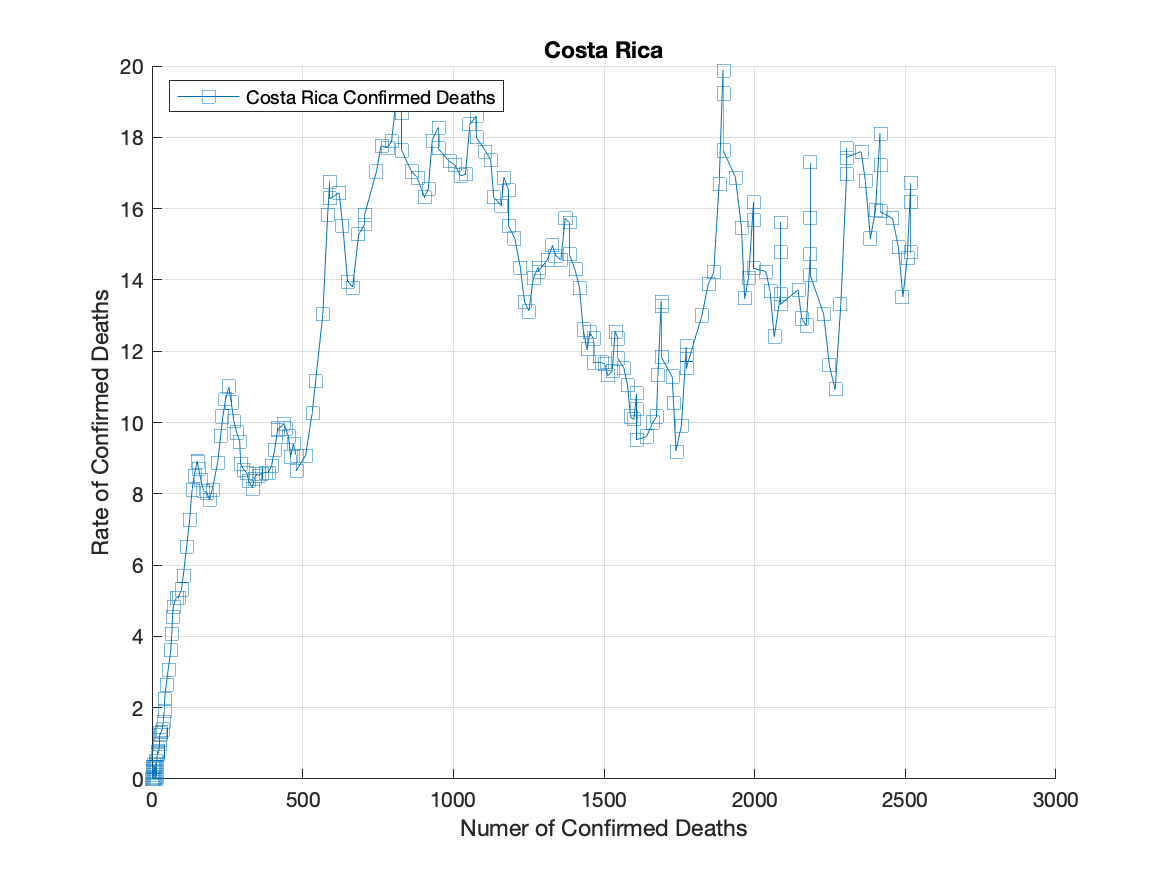 Costa Rica
Costa Rica Confirmed Deaths
20
18
16
14
12
10
8
6
4
2
0
Rate of Confirmed Deaths
0 500 1000 1500 2000 2500 3000
Numer of Confirmed Deaths